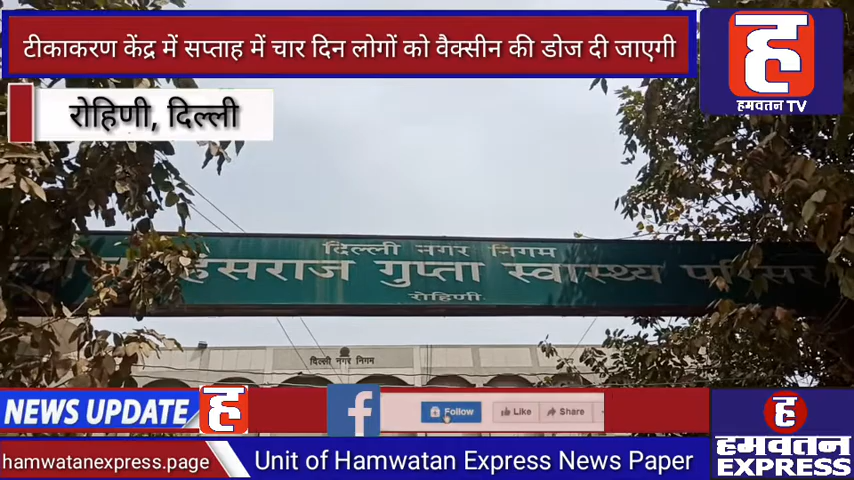 टीकाकरण केंद्र में सप्ताह में चार दिन लोगों को वैक्सीन की डोज दी जाएगी
ह
हमवतन TV
रोहिणी, दिल्ली
दिल्ली नगर निगम
हंसराज गुप्ता स्वास्थ्य परिसर
रोहिणी
दिल्ली नगर निगम
NEWS UPDATE
ह
f
Follow
Like
Share
ह
हमवतन
EXPRESS
hamwatanexpress.page
Unit of Hamwatan Express News Paper